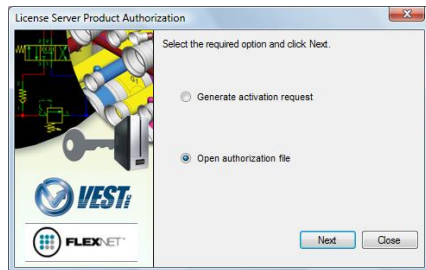 License Server Product Authorization
Select the required option and click Next.
Generate activation request
Open authorization file
VEST
FLEXNET
Next
Close